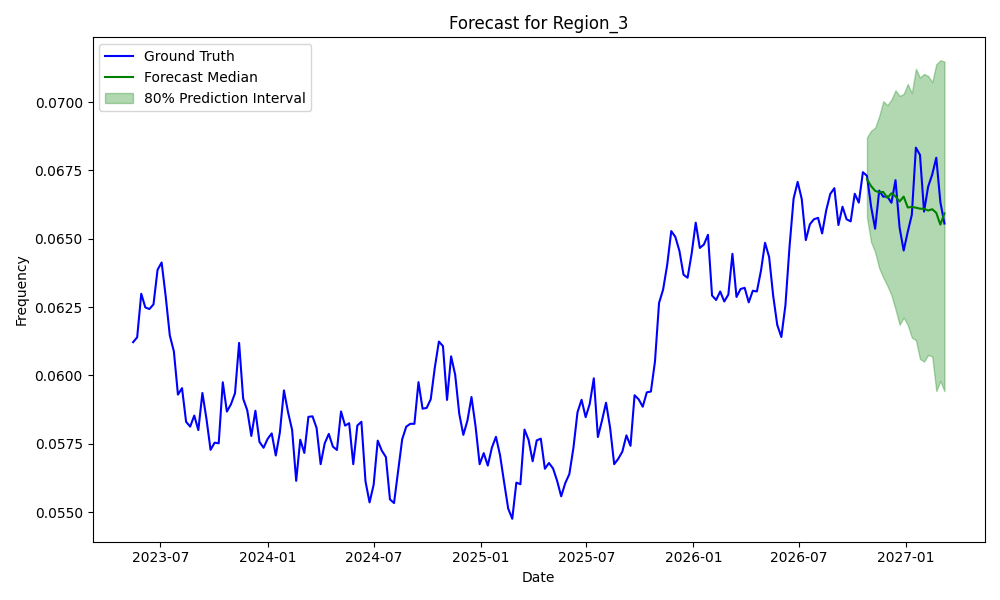 Forecast for Region_3
Ground Truth
Forecast Median
80% Prediction Interval
Frequency
0.0700
0.0675
0.0650
0.0625
0.0600
0.0575
0.0550
2023-07 2024-01 2024-07 2025-01 2025-07 2026-01 2026-07 2027-01
Date